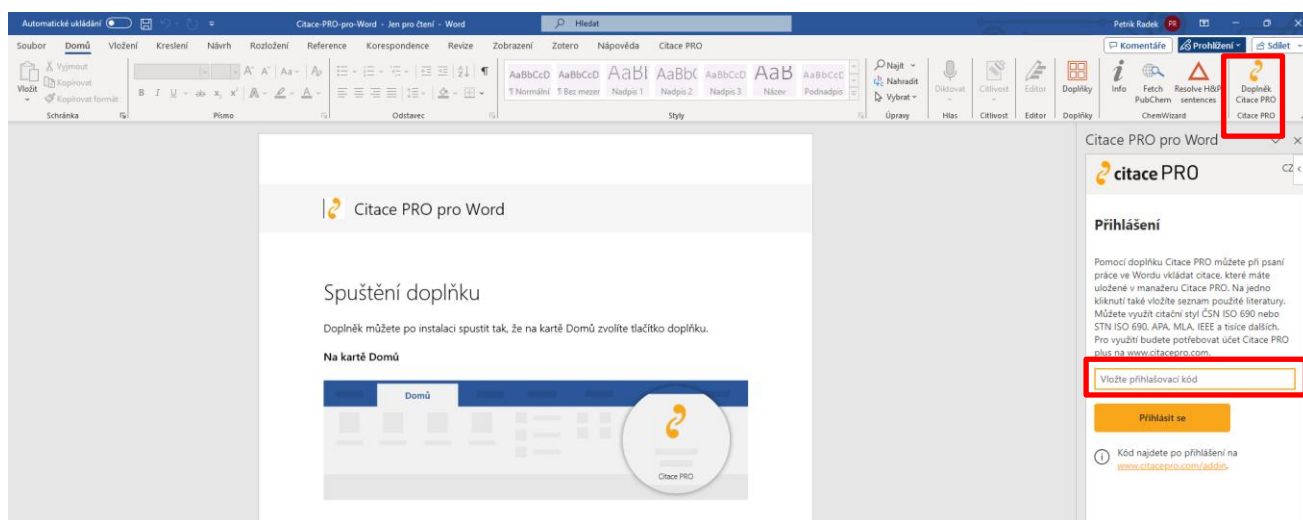 Automatické ukládání
Citace-PRO-pro-Word - Jen pro čtení - Word
Hledat
Petrik Radek PR
Soubor Domů Vložení Kreslení Návrh Rozložení Reference Korespondence Revize Zobrazení Zotero Nápověda Citace PRO
Komentáře Prohlížení Sdílet
Vložit
Vyjmout
Kopírovat
Kopírovat formát
Schránka
Písmo
Odstavec
AaBbCcD AaBbCcD AaBl AaBb( AaBbCcD AaB AaBbCcC
¶ Normální ¶ Bez mezer Nadpis 1 Nadpis 2 Nadpis 3 Název Podnadpis
Styly
Najít
Nahradit
Vybrat
Úpravy
Diktovat
Hlas
Citlivost
Citlivost
Editor
Editor
Doplňky
Doplňky
Info
Fetch PubChem
Resolve H&P sentences
ChemWizard
Doplněk Citace PRO
Citace PRO
Citace PRO pro Word
Spuštění doplňku
Doplněk můžete po instalaci spustit tak, že na kartě Domů zvolíte tlačítko doplňku.
Na kartě Domů
Domů
Citace PRO
Citace PRO pro Word
citace PRO
CZ
Přihlášení
Pomocí doplňku Citace PRO můžete při psaní
práce ve Wordu vkládat citace, které máte
uložené v manažeru Citace PRO. Na jedno
kliknutí také vložíte seznam použité literatury.
Můžete využít citační styl ČSN ISO 690 nebo
STN ISO 690, APA, MLA, IEEE a tisíce dalších.
Pro využití budete potřebovat účet Citace PRO
plus na www.citacepro.com.
Vložte přihlašovací kód
Přihlásit se
Kód najdete po přihlášení na
www.citacepro.com/addin.